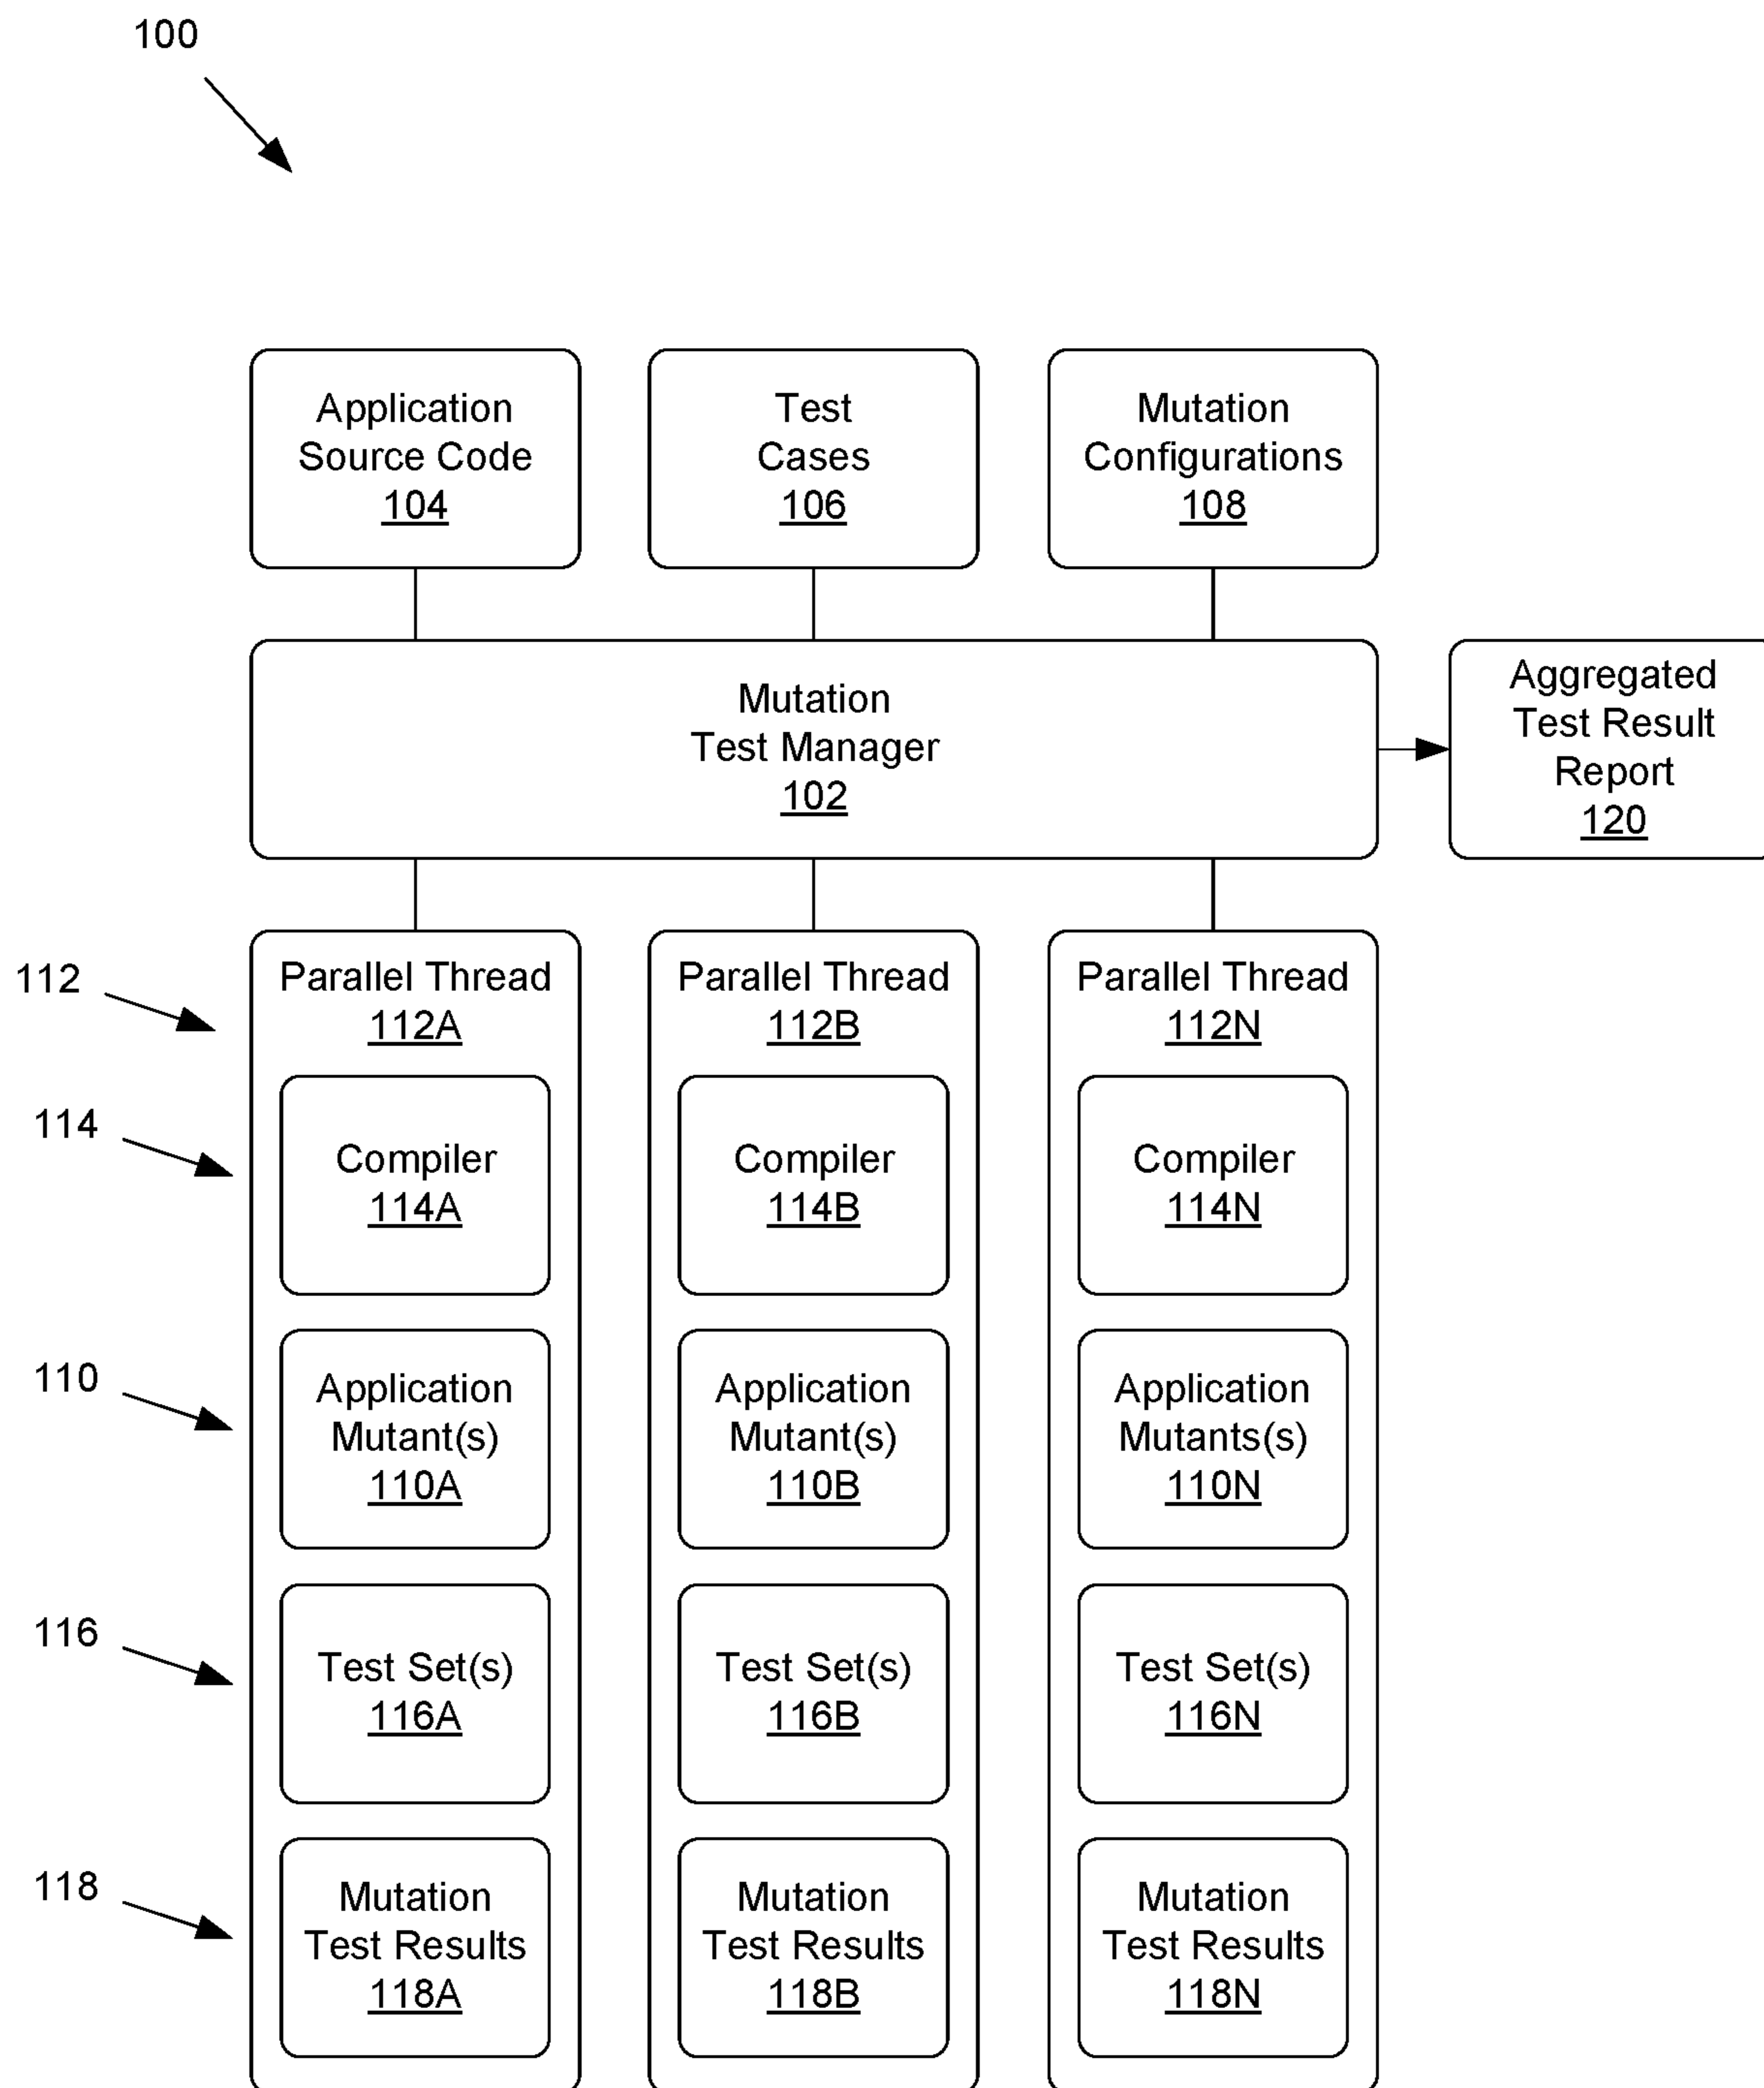 100
Application
Source Code
104
Test
Cases
106
Mutation
Configurations
108
Mutation
Test Manager
102
Aggregated
Test Result
Report
120
112
Parallel Thread
112A
Parallel Thread
112B
Parallel Thread
112N
114
Compiler
114A
Compiler
114B
Compiler
114N
110
Application
Mutant(s)
110A
Application
Mutant(s)
110B
Application
Mutants(s)
110N
116
Test Set(s)
116A
Test Set(s)
116B
Test Set(s)
116N
118
Mutation
Test Results
118A
Mutation
Test Results
118B
Mutation
Test Results
118N